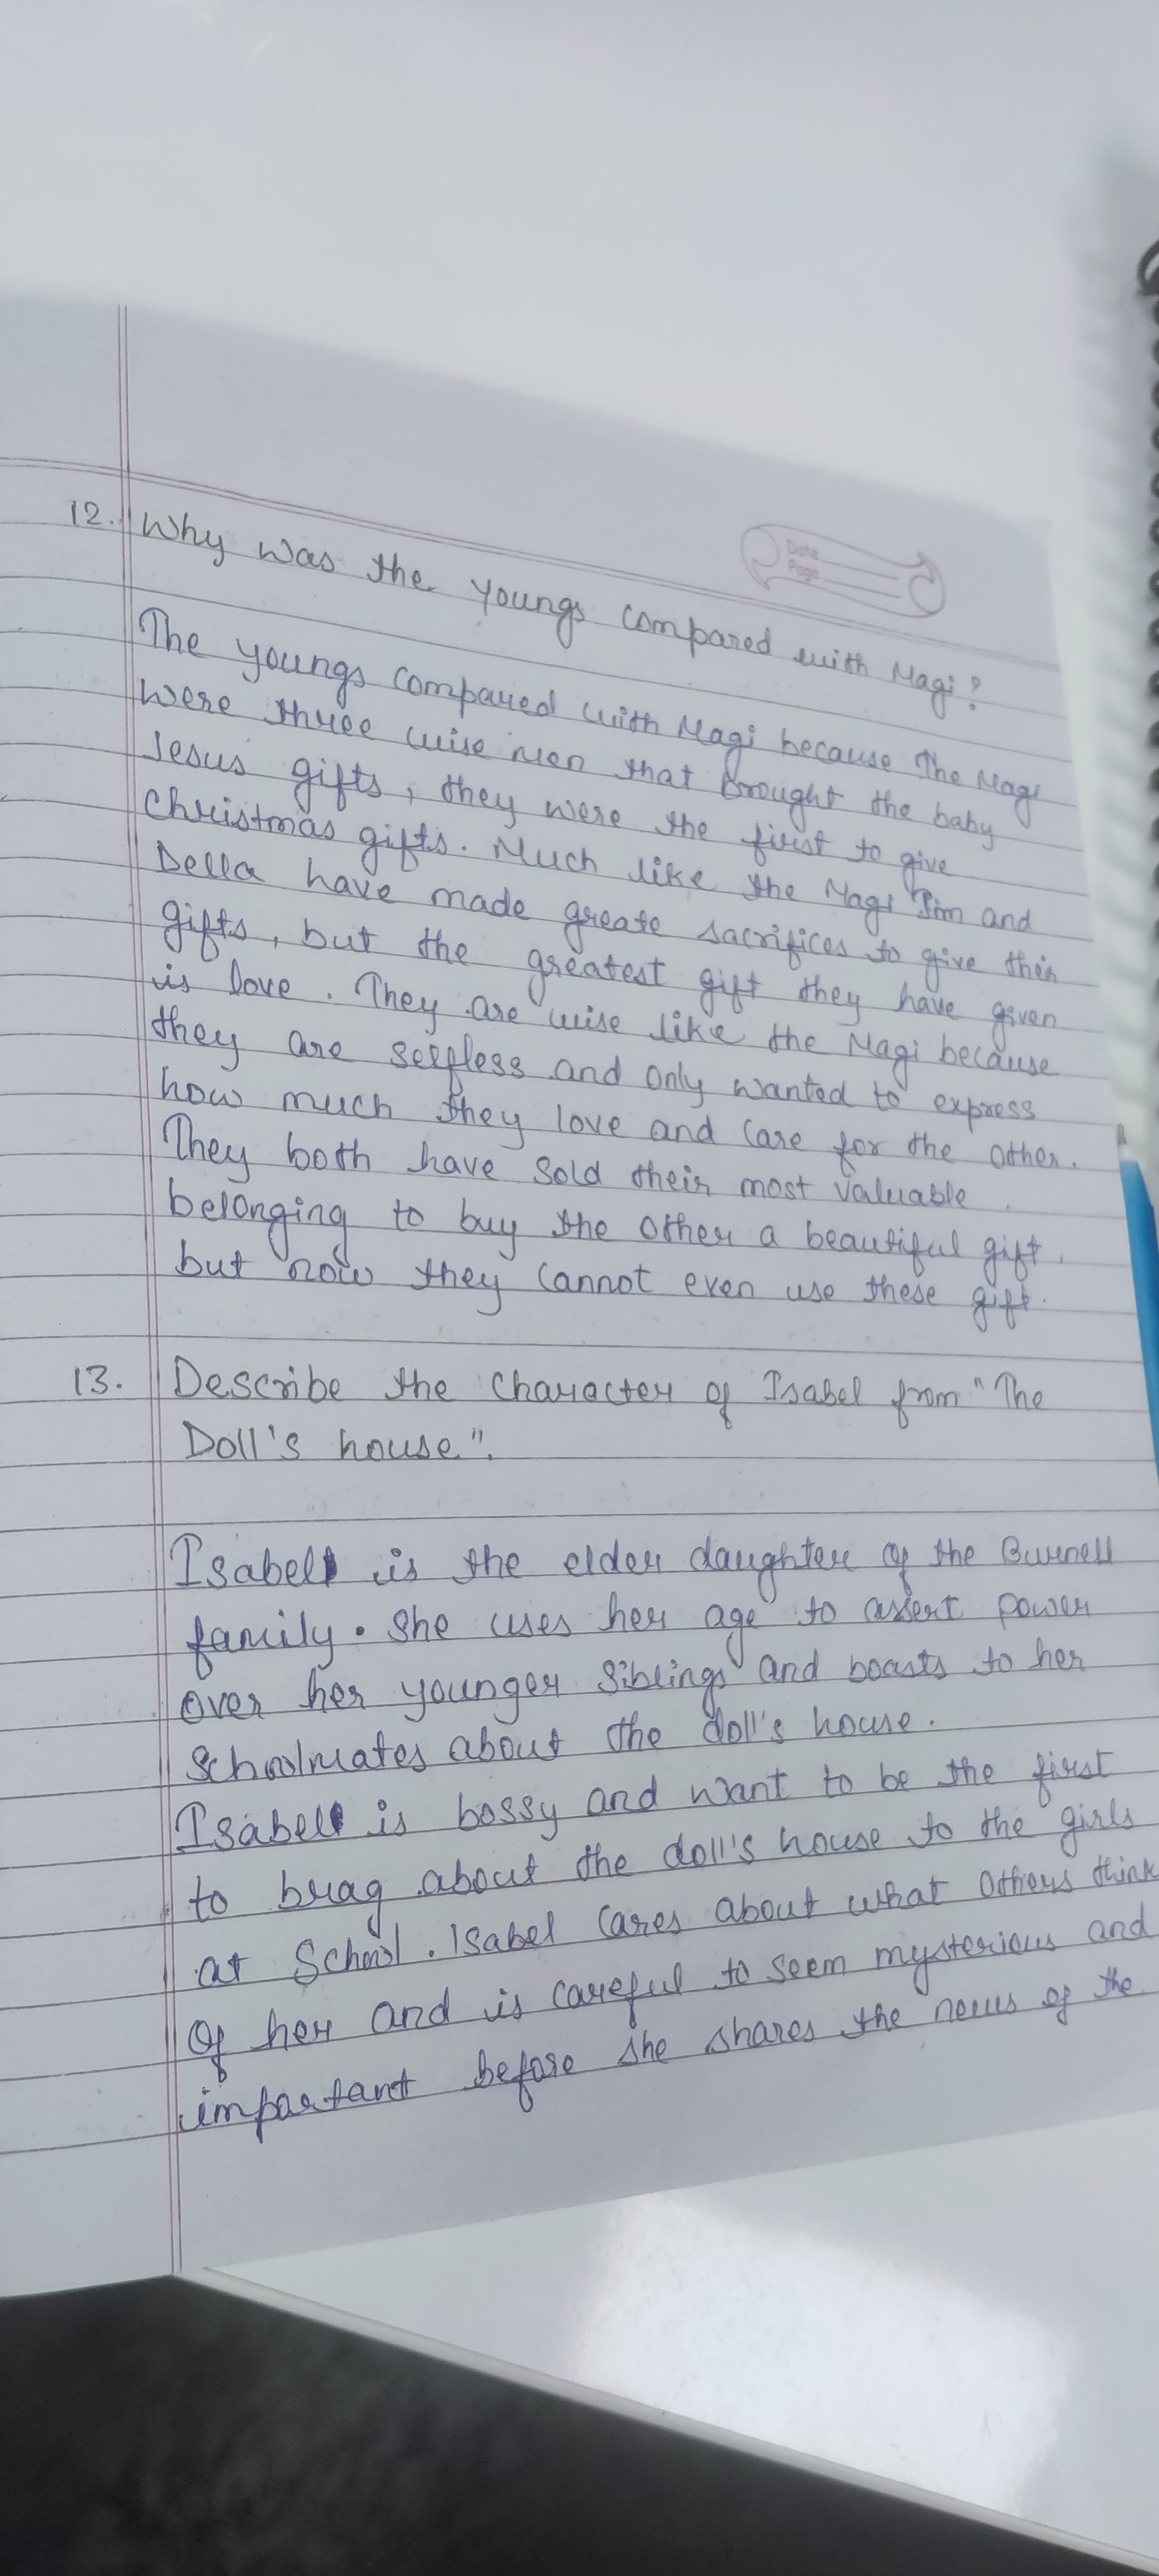 Date
Page
12. Why was the youngs compared with Magi?
The youngs compared with Magi because The Magi
were three wise men that brought the baby
Jesus gifts, they were the first to give
Christmas gifts. Much like the Magi Jim and
Della have made greate sacrifices to give their
gifts, but the greatest gift they have given
is love. They are wise like the Magi because
they are selfless and only wanted to express
how much they love and care for the other.
They both have sold their most valuable
belonging to buy the other a beautiful gift.
but now they cannot even use these gift.
13. Describe the character of Isabel from "The
Doll's house".
Isabel is the elder daughter of the Burnell
family. She uses her age to assert power
over her younger siblings and boasts to her
schoolmates about the doll's house.
Isabel is bossy and want to be the first
to brag about the doll's house to the girls
at School. Isabel cares about what others think
of her and is careful to seem mysterious and
important before she shares the news of the